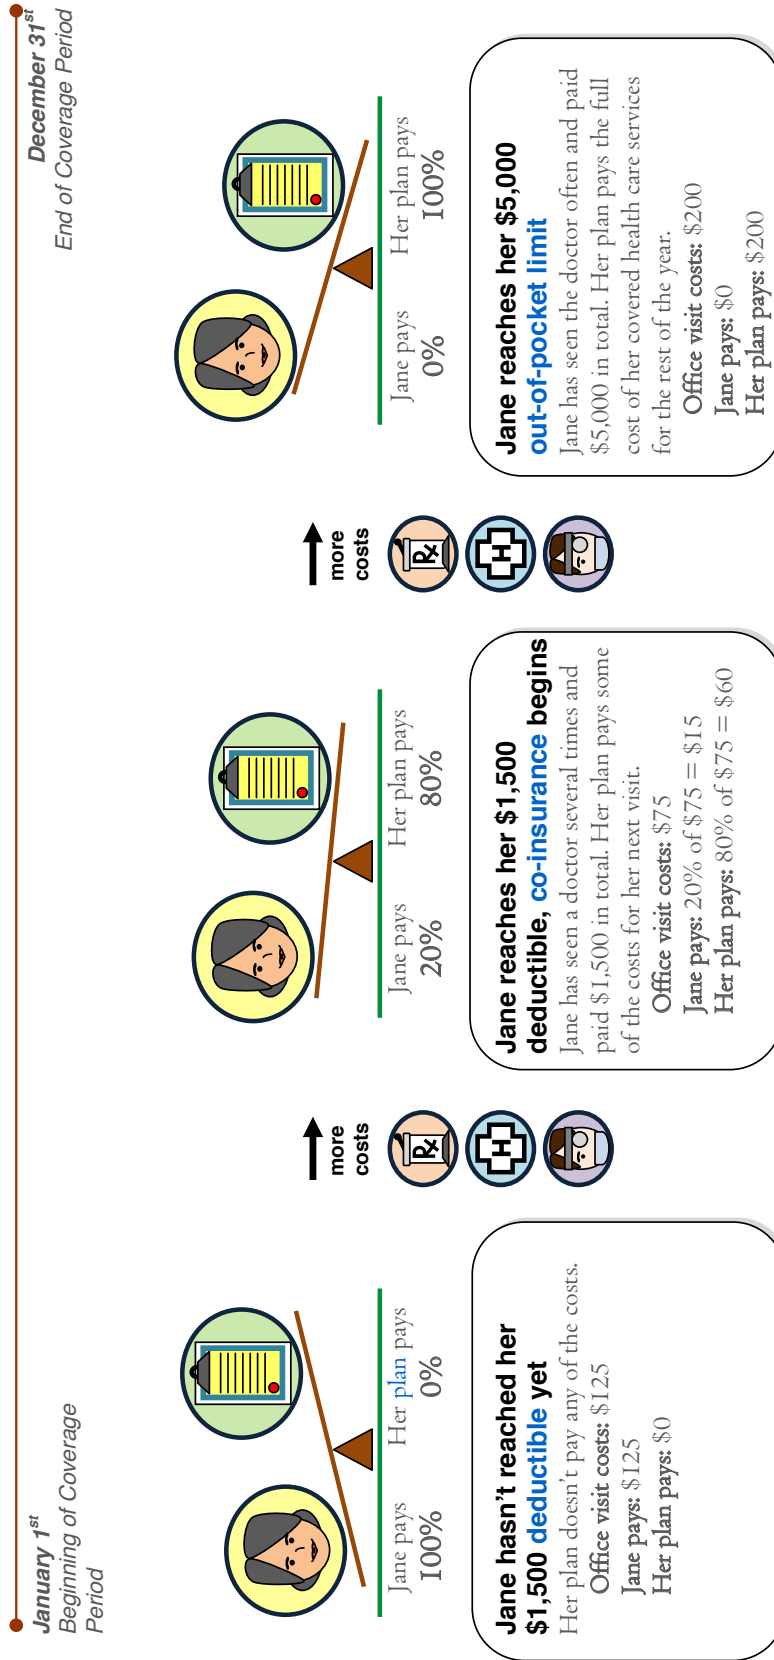 January 1st
Beginning of Coverage
Period
December 31st
End of Coverage Period
Jane pays
100%
Her plan pays
0%
more
costs
Jane pays
20%
Her plan pays
80%
more
costs
Jane pays
0%
Her plan pays
100%
Rx
H
Rx
H
Jane hasn't reached her
$1,500 deductible yet
Her plan doesn't pay any of the costs.
Office visit costs: $125
Jane pays: $125
Her plan pays: $0
Jane reaches her $1,500
deductible, co-insurance begins
Jane has seen a doctor several times and
paid $1,500 in total. Her plan pays some
of the costs for her next visit.
Office visit costs: $75
Jane pays: 20% of $75 = $15
Her plan pays: 80% of $75 = $60
Jane reaches her $5,000
out-of-pocket limit
Jane has seen the doctor often and paid
$5,000 in total. Her plan pays the full
cost of her covered health care services
for the rest of the year.
Office visit costs: $200
Jane pays: $0
Her plan pays: $200